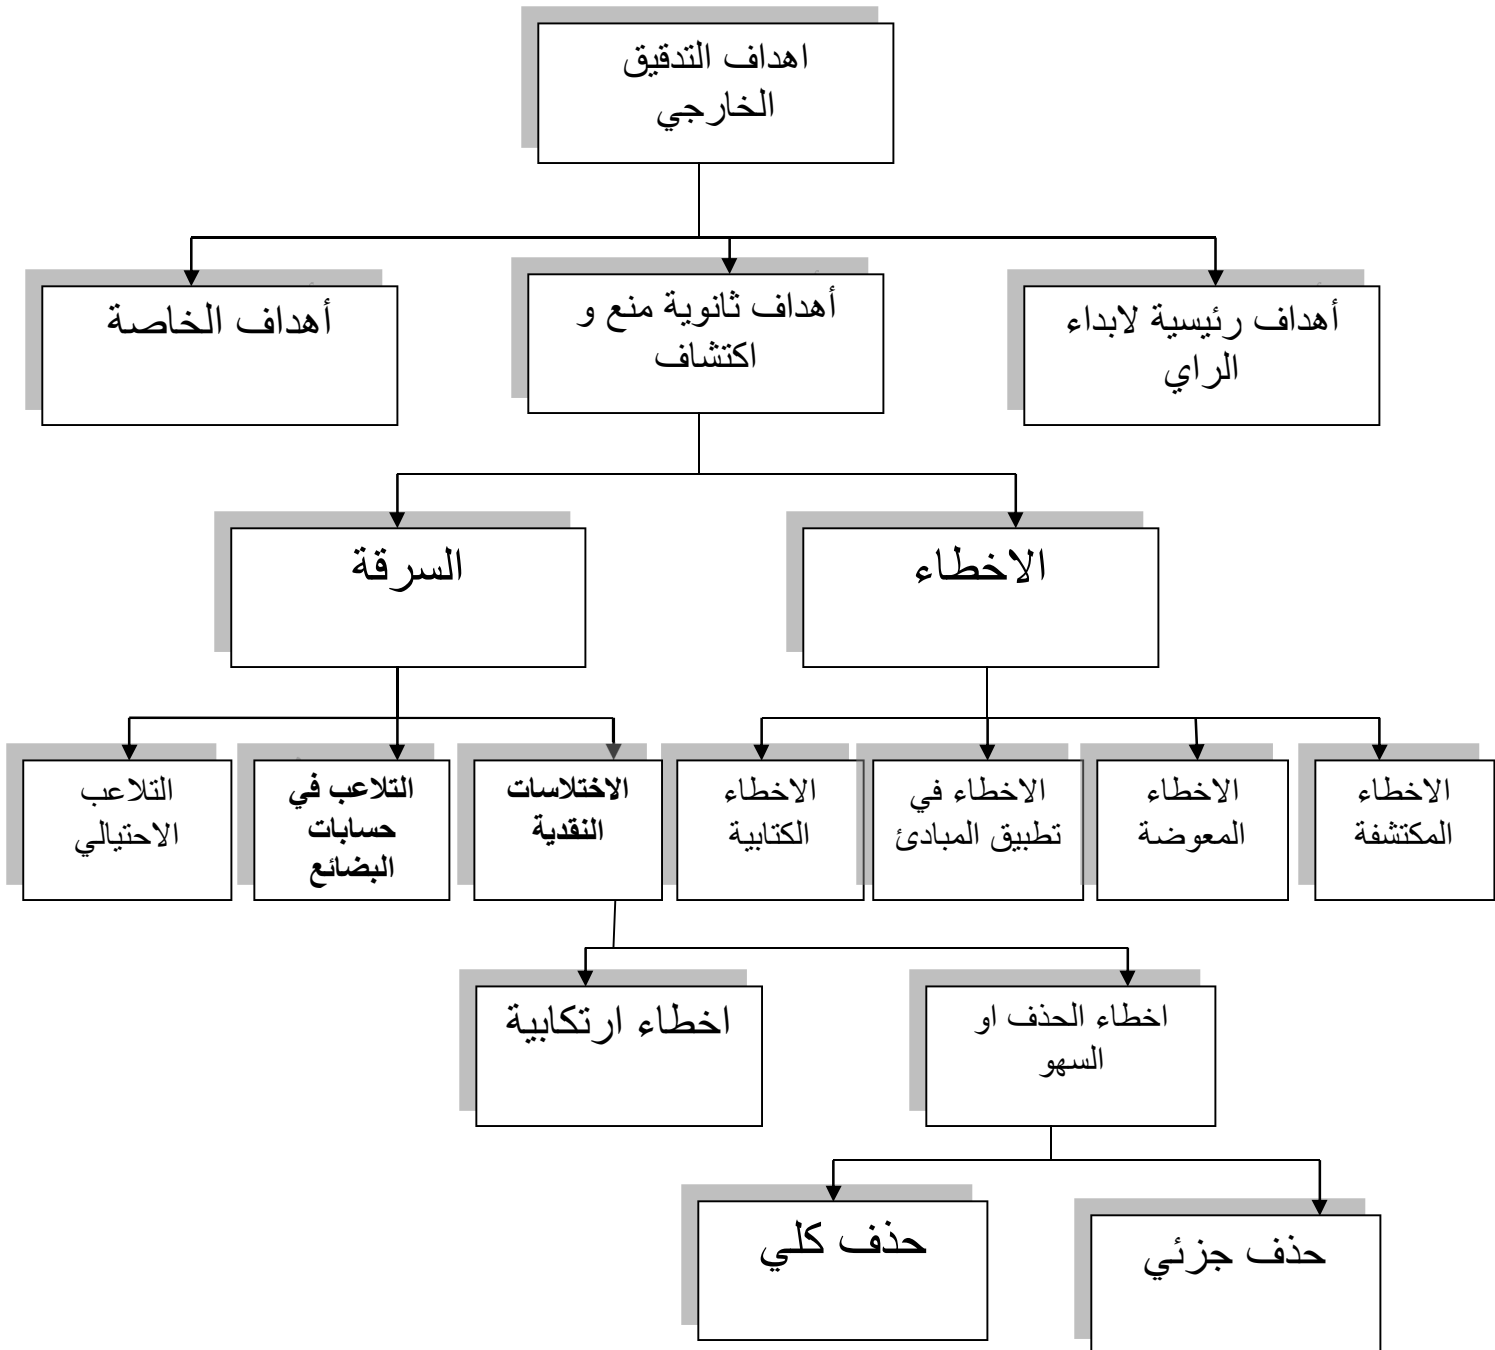 اهداف التدقيق
الخارجي
أهداف رئيسية لابداء
الراي
أهداف ثانوية منع و
اكتشاف
أهداف الخاصة
الاخطاء
السرقة
الاخطاء
المكتشفة
الاخطاء
المعوضة
الاخطاء في
تطبيق المبادئ
الاخطاء
الكتابية
الاختلاسات
النقدية
التلاعب في
حسابات
البضائع
التلاعب
الاحتيالي
اخطاء الحذف او
السهو
اخطاء ارتكابية
حذف جزئي
حذف كلي